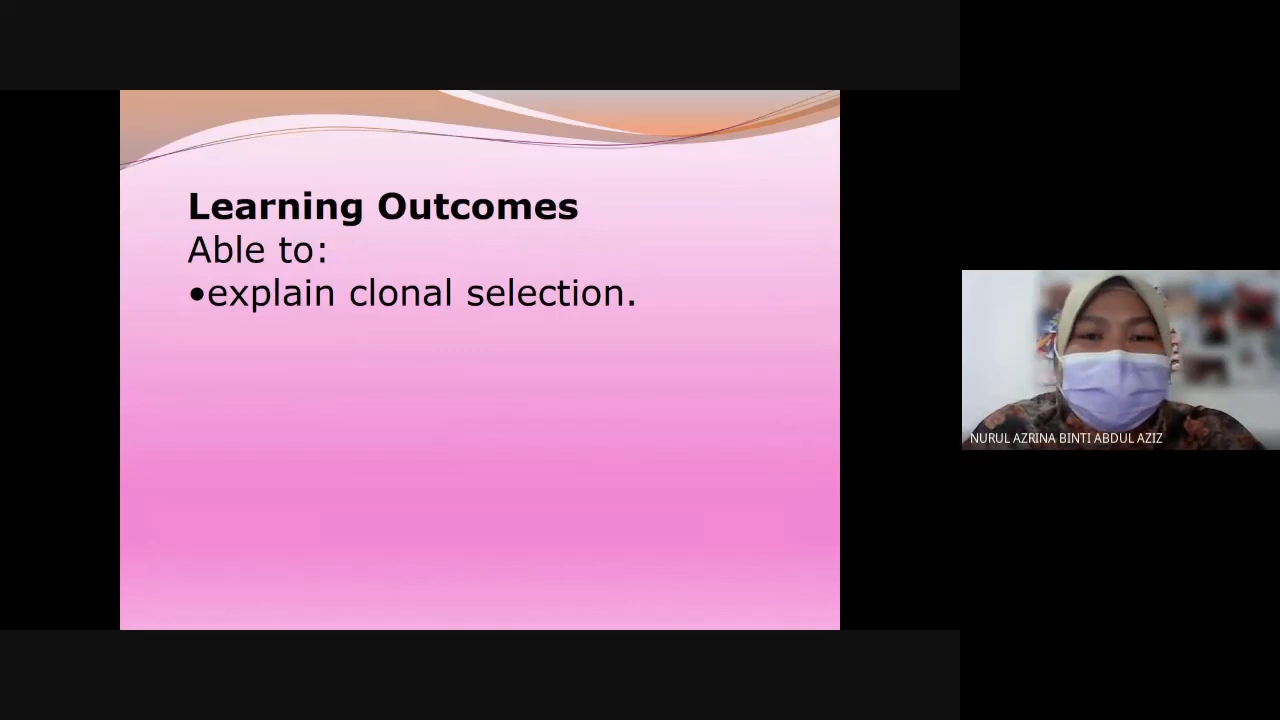 Learning Outcomes
Able to:
•explain clonal selection.
NURUL AZRINA BINTI ABDUL AZIZ